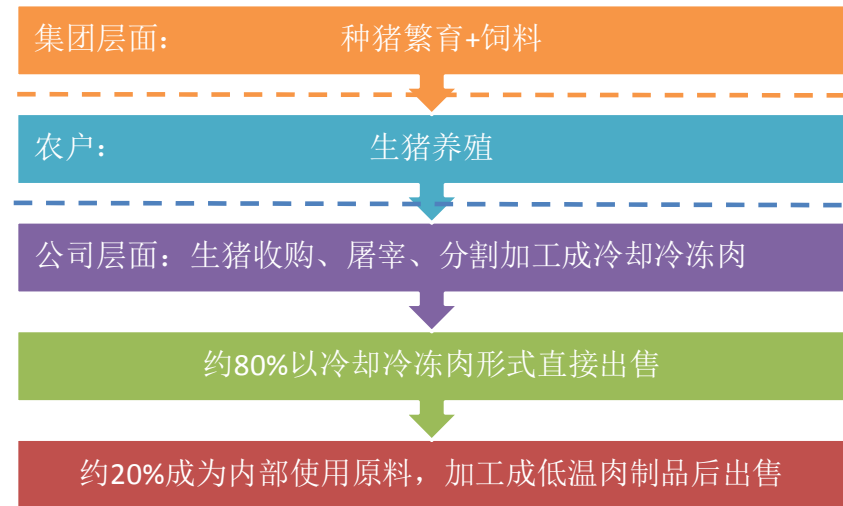 集团层面： 种猪繁育+饲料
农户： 生猪养殖
公司层面：生猪收购、屠宰、分割加工成冷却冷冻肉
约80%以冷却冷冻肉形式直接出售
约20%成为内部使用原料，加工成低温肉制品后出售